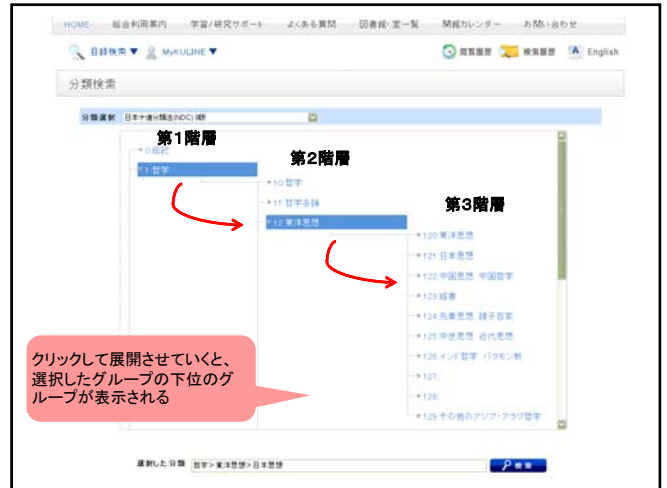 HOME 総合利用案内 学習/研究サポート よくある質問 図書館・室一覧 開館カレンダー お問い合わせ
目録検索▼ MyKULINE▼ 閲覧履歴 検索履歴 A English
分類検索
分類選択 日本十進分類法(NDC) 9版
第1階層
0:総記
第2階層
1:哲学
10:哲学
11:哲学各論
第3階層
12:東洋思想
120:東洋思想
121:日本思想
122:中国思想. 中国哲学
123:経書
124:先秦思想. 諸子百家
125:中世思想. 近代思想
126:インド哲学. バラモン教
クリックして展開させていくと、
選択したグループの下位のグ
ループが表示される
127:
128:
129:その他のアジア・アラブ哲学
選択した分類 哲学>東洋思想>日本思想 検索